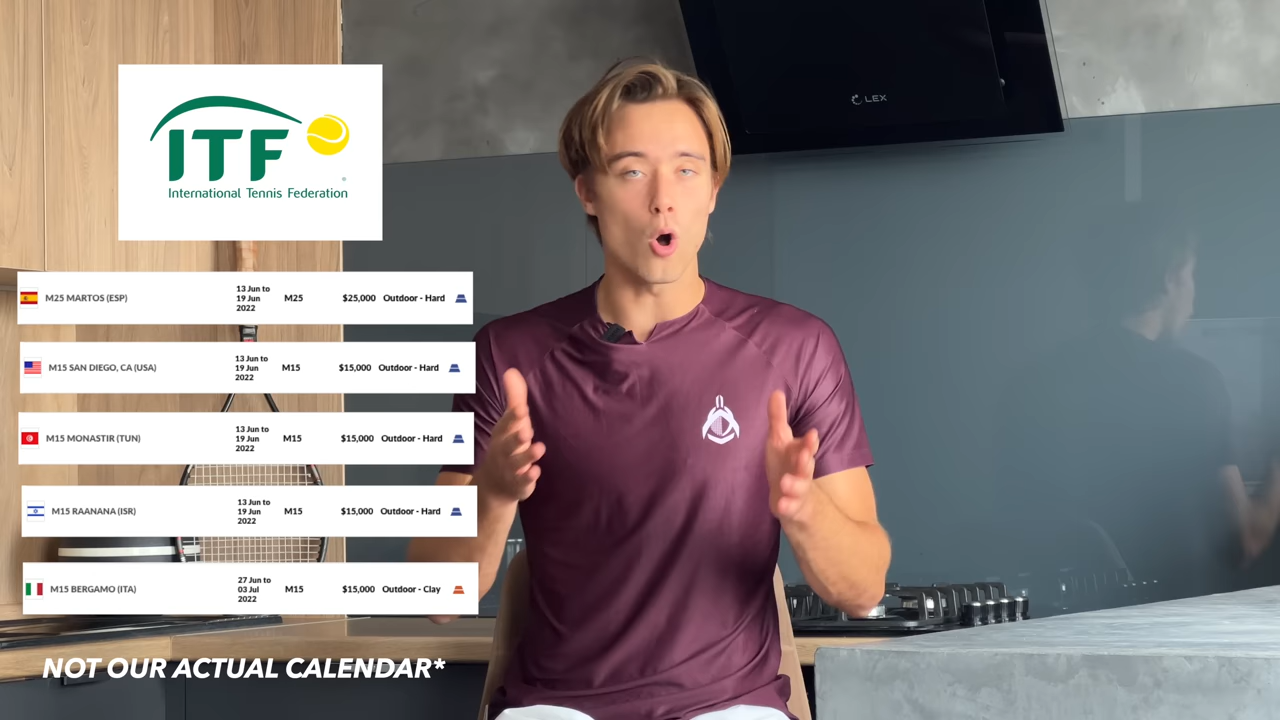 LEX
ITF
International Tennis Federation
M25 MARTOS (ESP) 13 Jun to 19 Jun 2022 M25 $25,000 Outdoor - Hard
M15 SAN DIEGO, CA (USA) 13 Jun to 19 Jun 2022 M15 $15,000 Outdoor - Hard
M15 MONASTIR (TUN) 13 Jun to 19 Jun 2022 M15 $15,000 Outdoor - Hard
M15 RAANANA (ISR) 13 Jun to 19 Jun 2022 M15 $15,000 Outdoor - Hard
M15 BERGAMO (ITA) 27 Jun to 03 Jul 2022 M15 $15,000 Outdoor - Clay
NOT OUR ACTUAL CALENDAR*